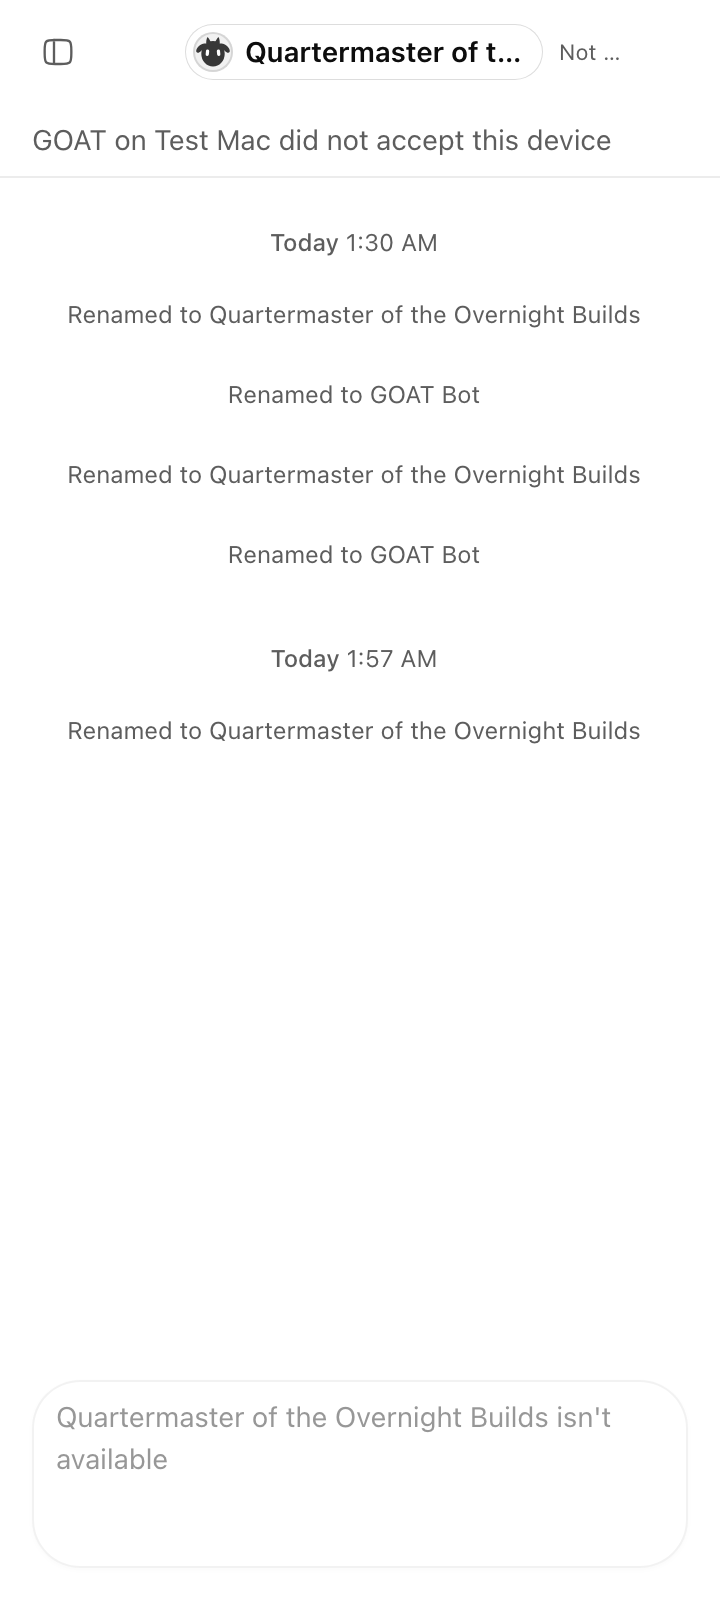 Quartermaster of t...
Not ...
GOAT on Test Mac did not accept this device
Today 1:30 AM
Renamed to Quartermaster of the Overnight Builds
Renamed to GOAT Bot
Renamed to Quartermaster of the Overnight Builds
Renamed to GOAT Bot
Today 1:57 AM
Renamed to Quartermaster of the Overnight Builds
Quartermaster of the Overnight Builds isn't
available